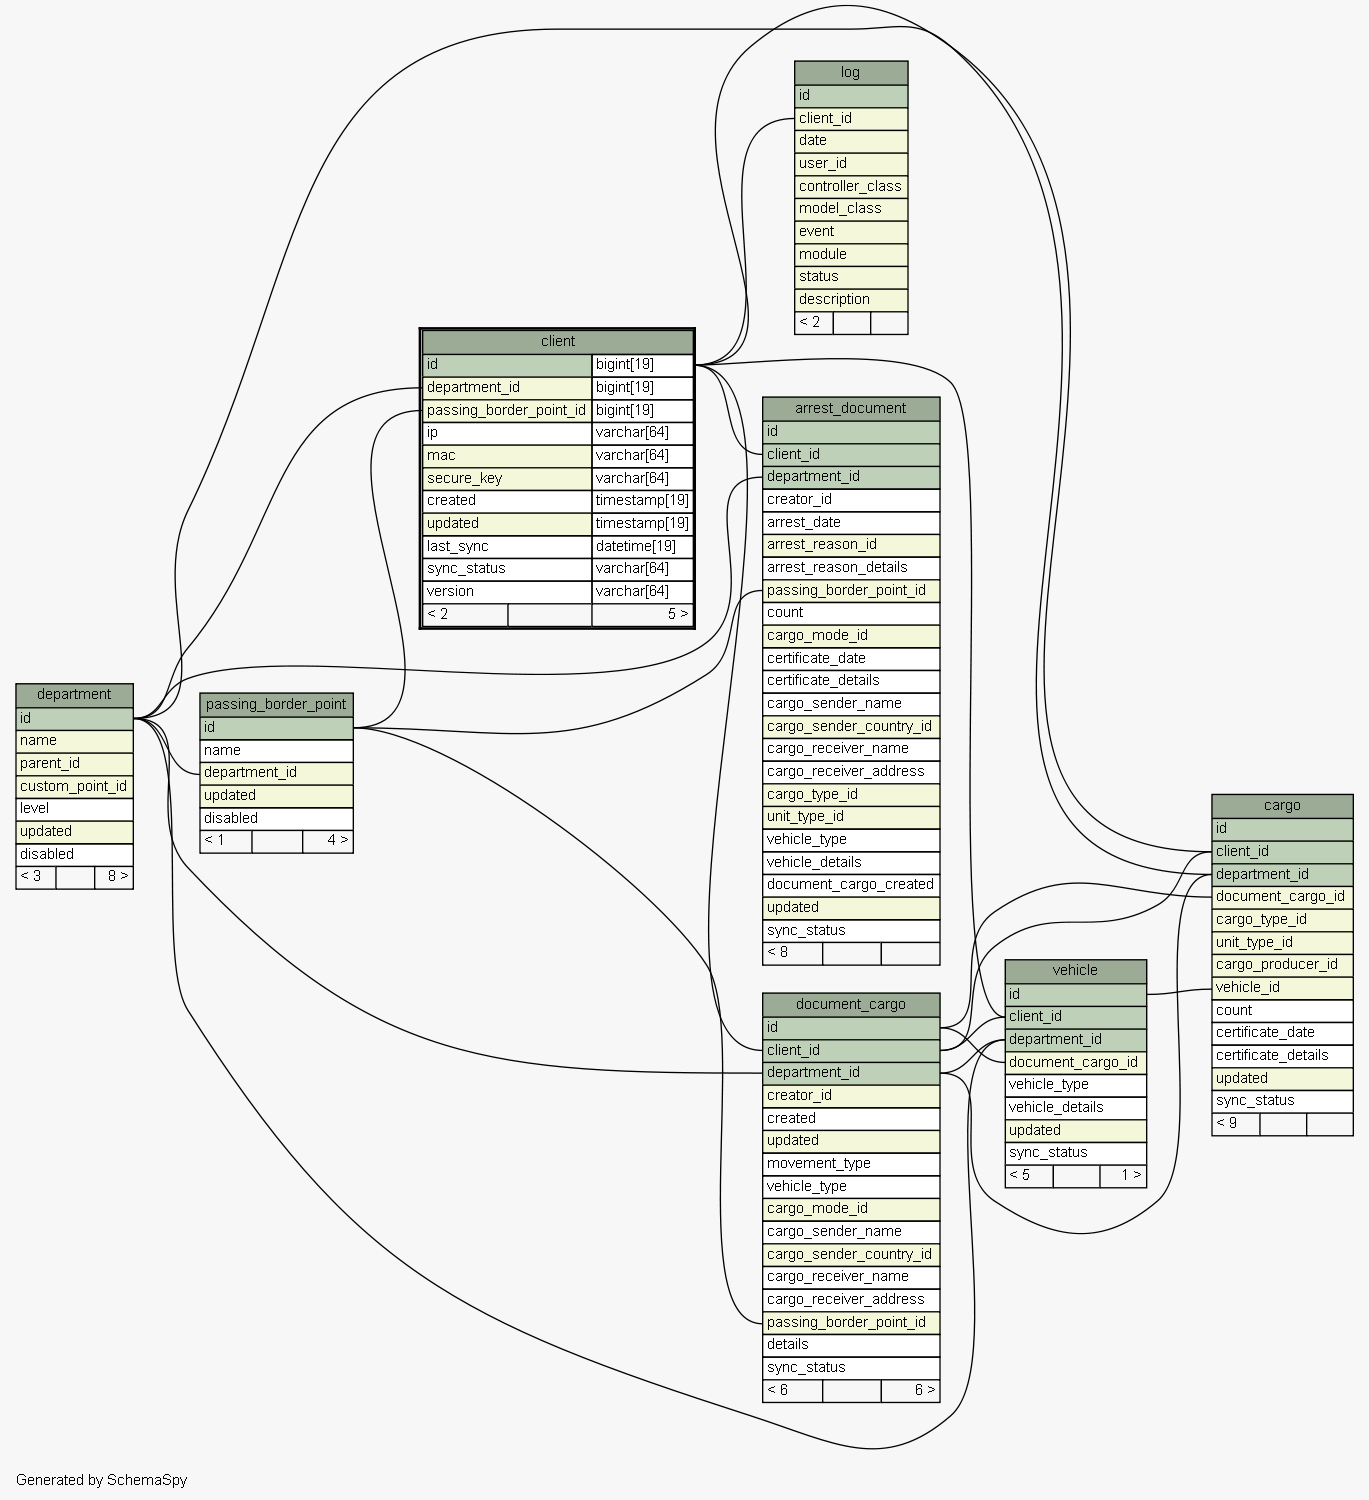 log
id
client_id
date
user_id
controller_class
model_class
event
module
status
description
< 2
client
id bigint[19]
department_id bigint[19]
passing_border_point_id bigint[19]
ip varchar[64]
mac varchar[64]
secure_key varchar[64]
created timestamp[19]
updated timestamp[19]
last_sync datetime[19]
sync_status varchar[64]
version varchar[64]
< 2 5 >
arrest_document
id
client_id
department_id
creator_id
arrest_date
arrest_reason_id
arrest_reason_details
passing_border_point_id
count
cargo_mode_id
certificate_date
certificate_details
cargo_sender_name
cargo_sender_country_id
cargo_receiver_name
cargo_receiver_address
cargo_type_id
unit_type_id
vehicle_type
vehicle_details
document_cargo_created
updated
sync_status
< 8
department
id
name
parent_id
custom_point_id
level
updated
disabled
< 3 8 >
passing_border_point
id
name
department_id
updated
disabled
< 1 4 >
cargo
id
client_id
department_id
document_cargo_id
cargo_type_id
unit_type_id
cargo_producer_id
vehicle_id
count
certificate_date
certificate_details
updated
sync_status
< 9
vehicle
id
client_id
department_id
document_cargo_id
vehicle_type
vehicle_details
updated
sync_status
< 5 1 >
document_cargo
id
client_id
department_id
creator_id
created
updated
movement_type
vehicle_type
cargo_mode_id
cargo_sender_name
cargo_sender_country_id
cargo_receiver_name
cargo_receiver_address
passing_border_point_id
details
sync_status
< 6 6 >
Generated by SchemaSpy